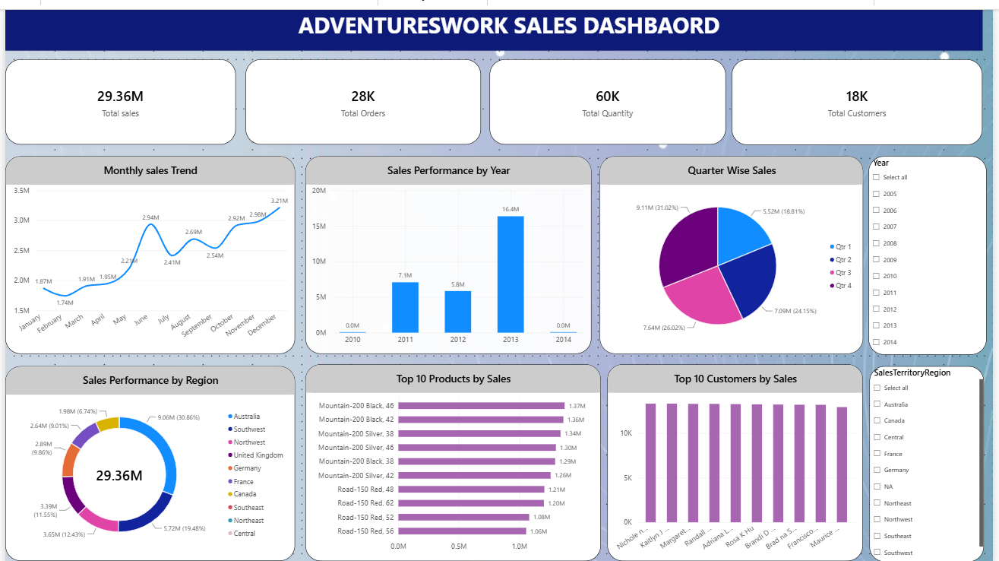 ADVENTURESWORK SALES DASHBAORD
29.36M
Total sales
28K
Total Orders
60K
Total Quantity
18K
Total Customers
Monthly sales Trend
3.5M
3.0M
2.5M
2.0M
1.5M
1.87M
1.74M
1.91M
1.95M
2.21M
2.94M
2.41M
2.69M
2.54M
2.92M
2.98M
3.21M
January
February
March
April
May
June
July
August
September
October
November
December
Sales Performance by Year
20M
15M
10M
5M
0M
0.0M
7.1M
5.8M
16.4M
0.0M
2010
2011
2012
2013
2014
Quarter Wise Sales
9.11M (31.02%)
5.52M (18.81%)
7.09M (24.15%)
7.64M (26.02%)
Qtr 1
Qtr 2
Qtr 3
Qtr 4
Year
Select all
2005
2006
2007
2008
2009
2010
2011
2012
2013
2014
Sales Performance by Region
1.98M (6.74%)
2.64M (9.01%)
2.89M
(9.86%)
3.39M
(11.55%)
3.65M (12.43%)
5.72M (19.48%)
9.06M (30.86%)
29.36M
Australia
Southwest
Northwest
United Kingdom
Germany
France
Canada
Southeast
Northeast
Central
Top 10 Products by Sales
Mountain-200 Black, 46 1.37M
Mountain-200 Black, 42 1.36M
Mountain-200 Silver, 38 1.34M
Mountain-200 Silver, 46 1.30M
Mountain-200 Black, 38 1.29M
Mountain-200 Silver, 42 1.26M
Road-150 Red, 48 1.21M
Road-150 Red, 62 1.20M
Road-150 Red, 52 1.08M
Road-150 Red, 56 1.06M
0.0M 0.5M 1.0M
Top 10 Customers by Sales
10K
5K
0K
Nichole n...
Kaitlyn J ...
Margaret...
Randall ...
Adriana L...
Rosa K Hu
Brandi D ...
Brad na S...
Francisco...
Maurice ...
SalesTerritoryRegion
Select all
Australia
Canada
Central
France
Germany
NA
Northeast
Northwest
Southeast
Southwest